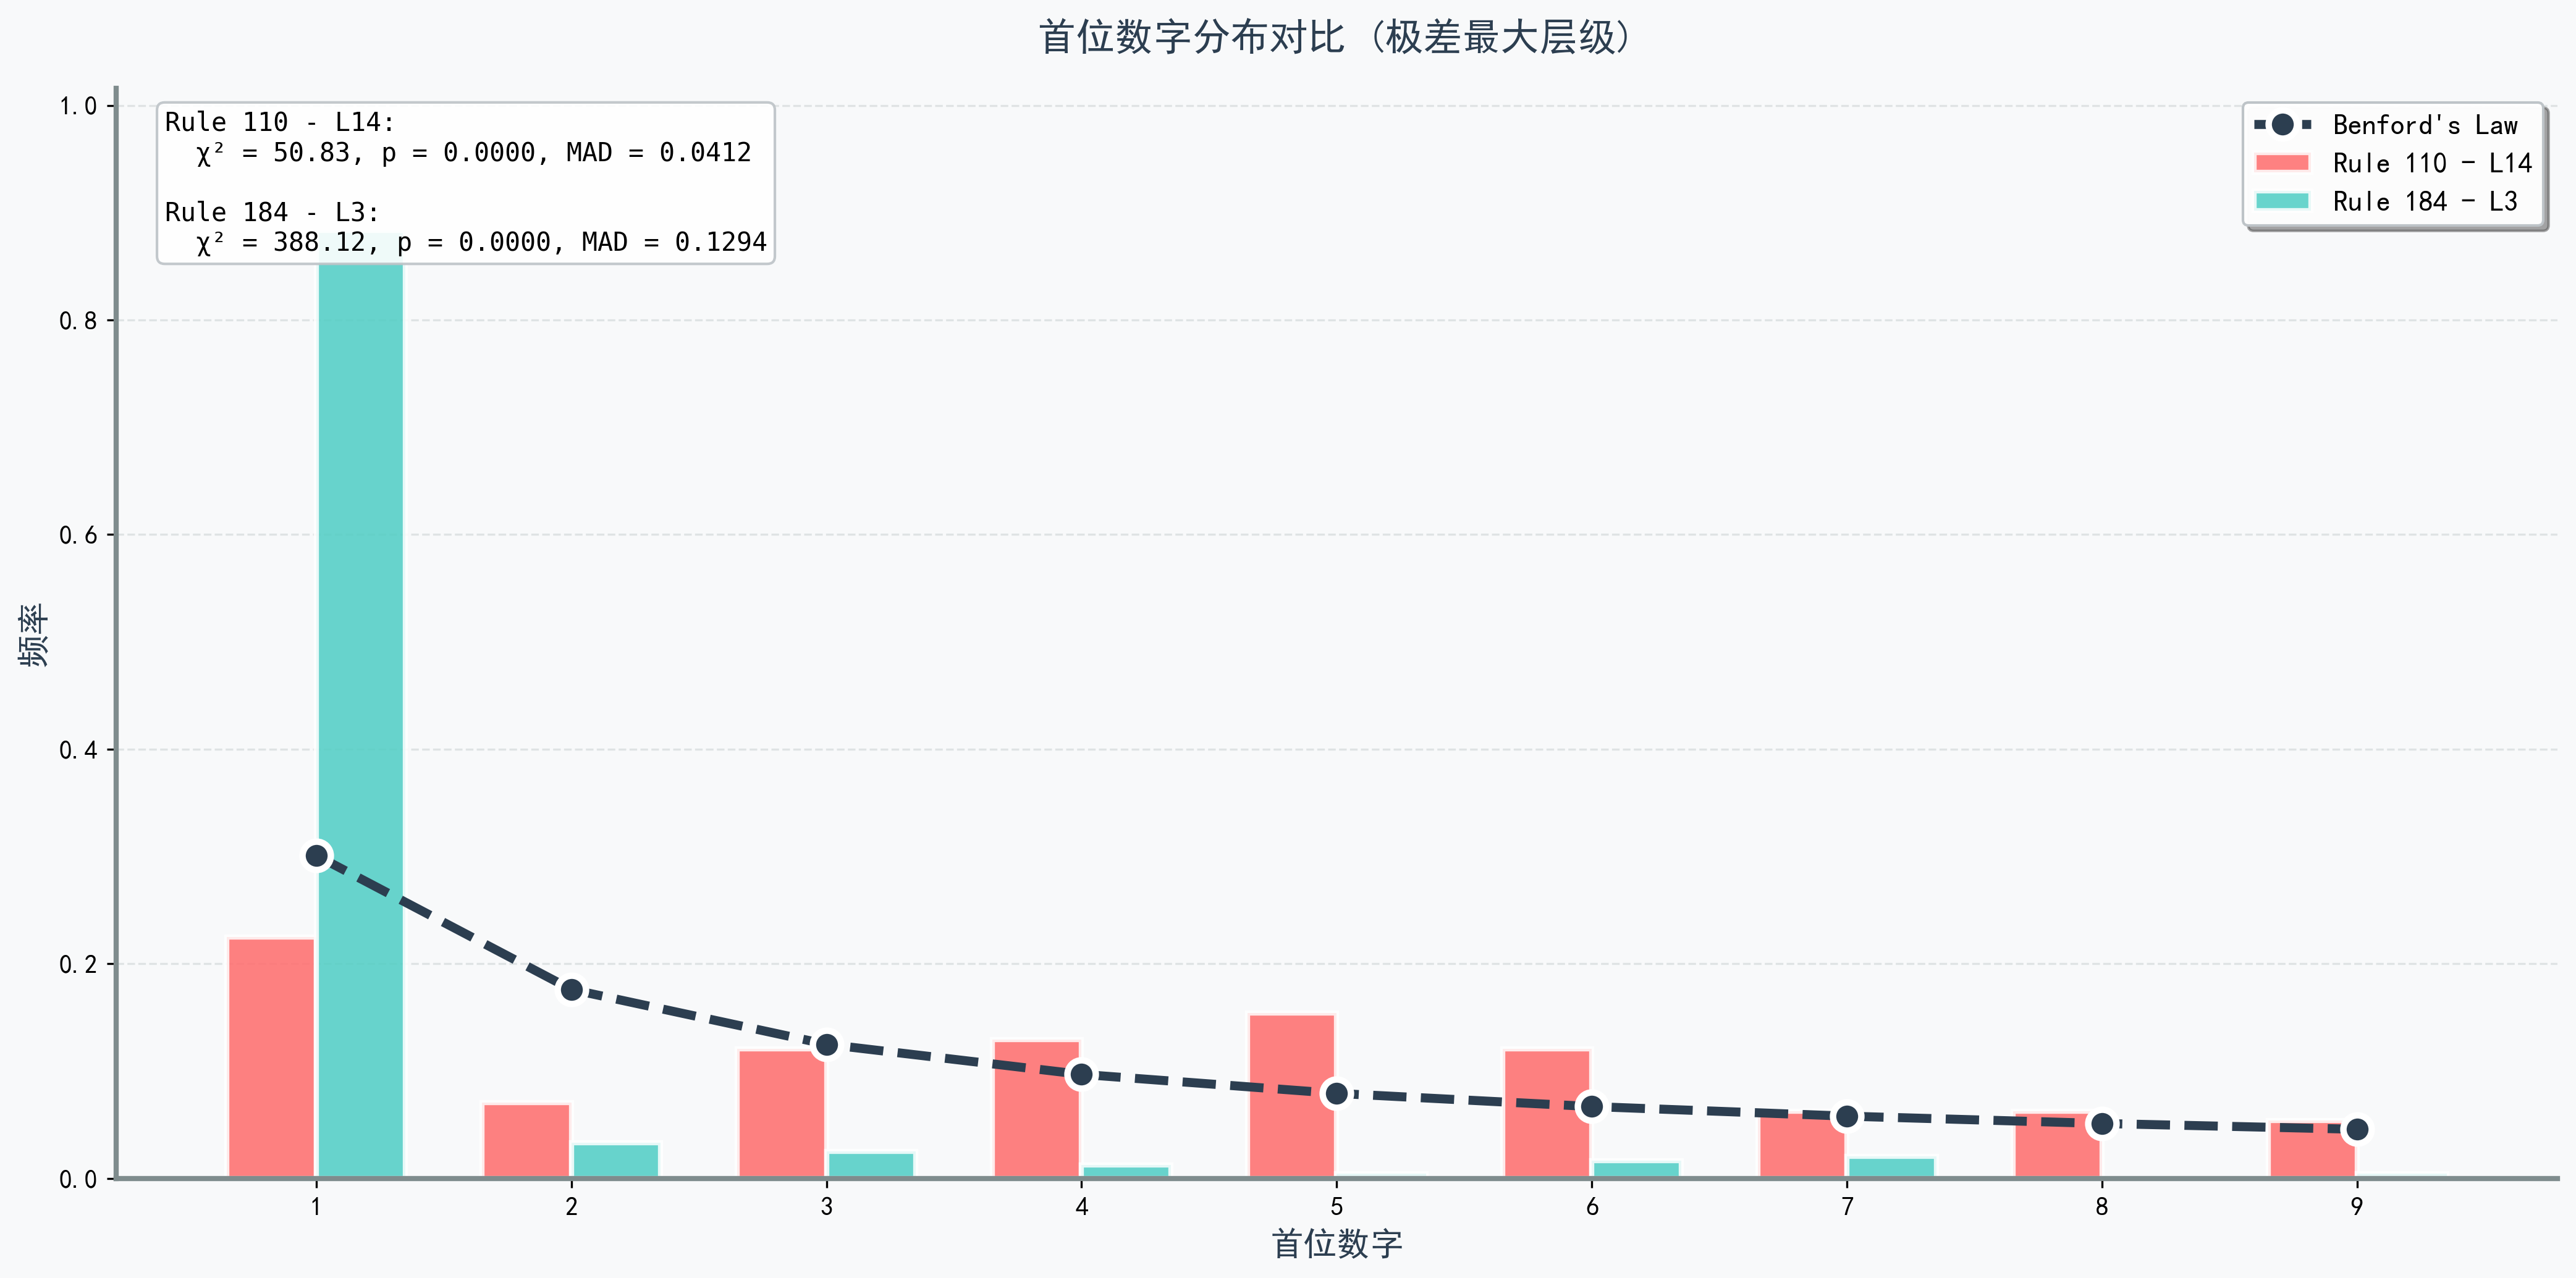 首位数字分布对比 (极差最大层级)
Rule 110 - L14:
χ² = 50.83, p = 0.0000, MAD = 0.0412
Rule 184 - L3:
χ² = 388.12, p = 0.0000, MAD = 0.1294
Benford's Law
Rule 110 - L14
Rule 184 - L3
频率
1.0
0.8
0.6
0.4
0.2
0.0
1 2 3 4 5 6 7 8 9
首位数字